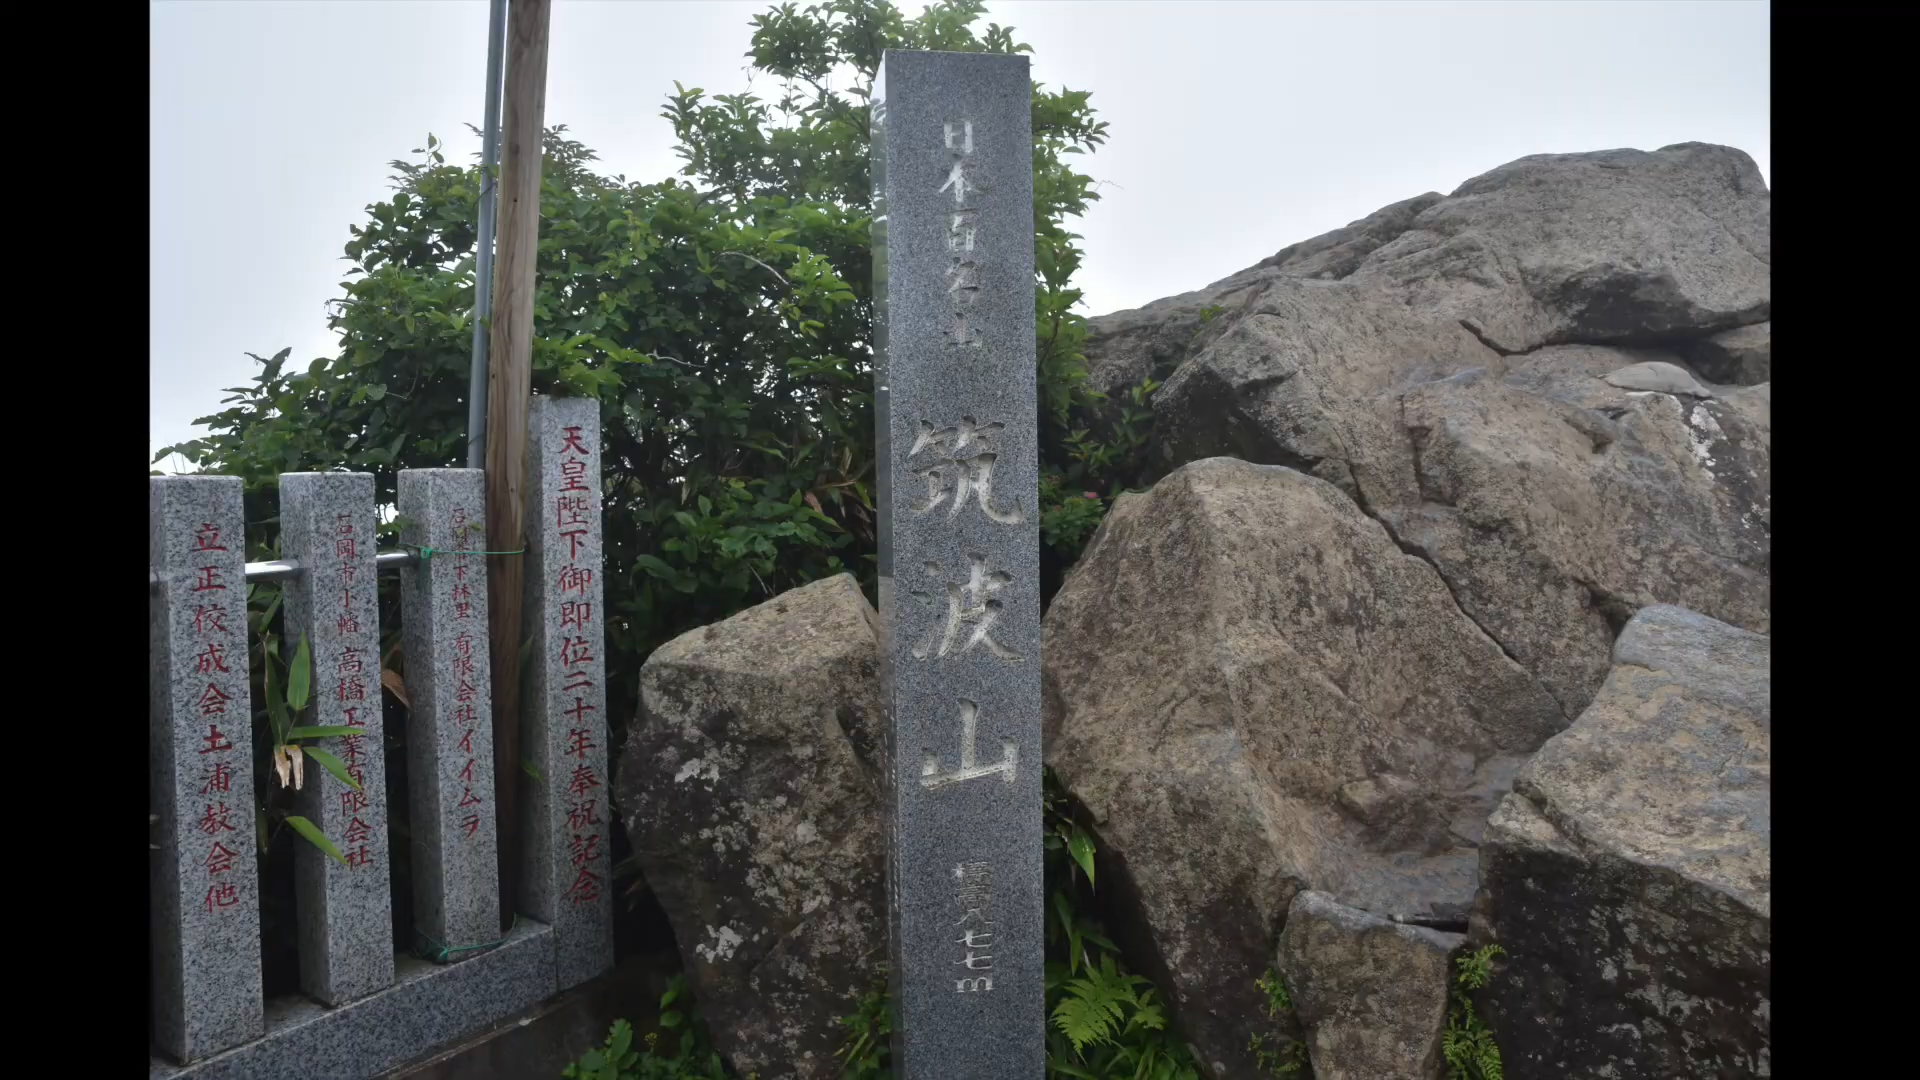 日本百名山 筑波山 標高八七七m
天皇陛下御即位二十年奉祝記念
下林里 有限会社イイムラ
石岡市小幡 高橋工業有限会社
立正佼成会土浦教会他